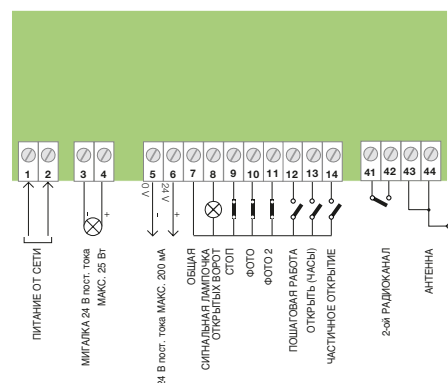 1 2 3 4 5 6 7 8 9 10 11 12 13 14 41 42 43 44
- +
0 V 24 V
- +
ПИТАНИЕ ОТ СЕТИ
МИГАЛКА 24 В пост. тока
МАКС. 25 Вт
24 В пост. тока МАКС. 200 мА
ОБЩАЯ
СИГНАЛЬНАЯ ЛАМПОЧКА
ОТКРЫТЫХ ВОРОТ
СТОП
ФОТО
ФОТО 2
ПОШАГОВАЯ РАБОТА
ОТКРЫТЬ (ЧАСЫ)
ЧАСТИЧНОЕ ОТКРЫТИЕ
2-ой РАДИОКАНАЛ
АНТЕННА